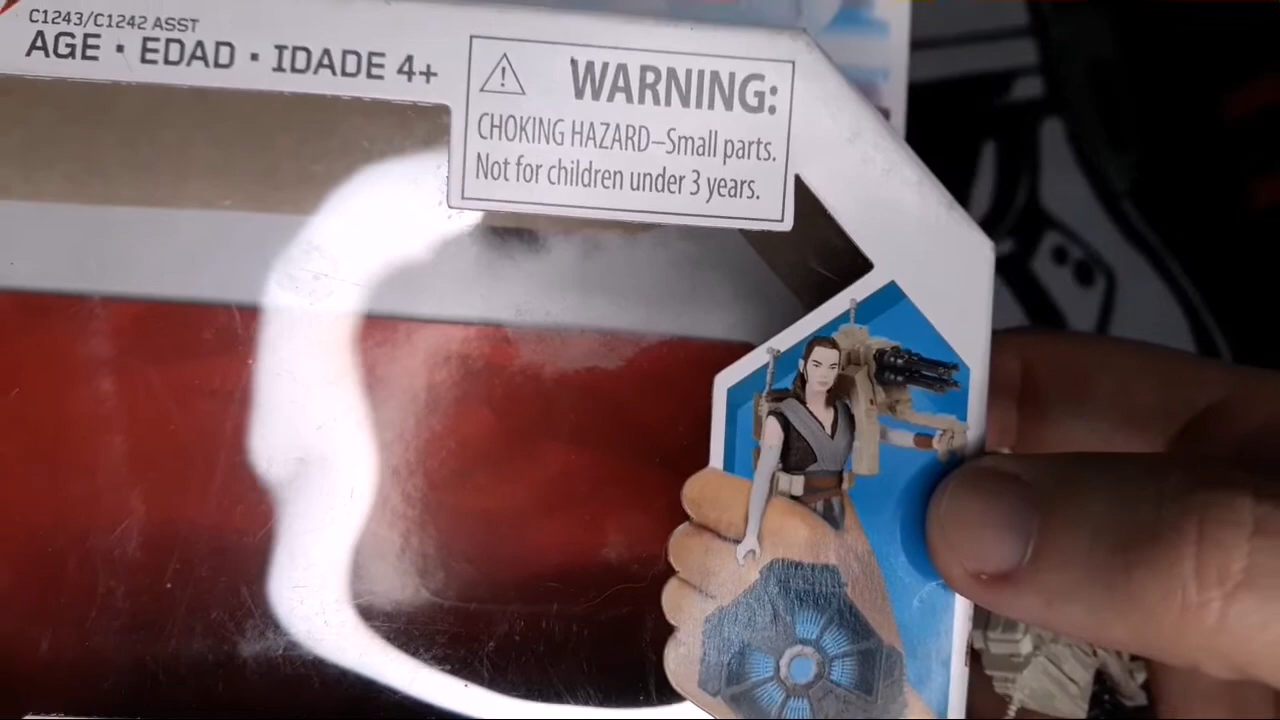 C1243/C1242 ASST
AGE · EDAD · IDADE 4+
WARNING:
CHOKING HAZARD–Small parts.
Not for children under 3 years.